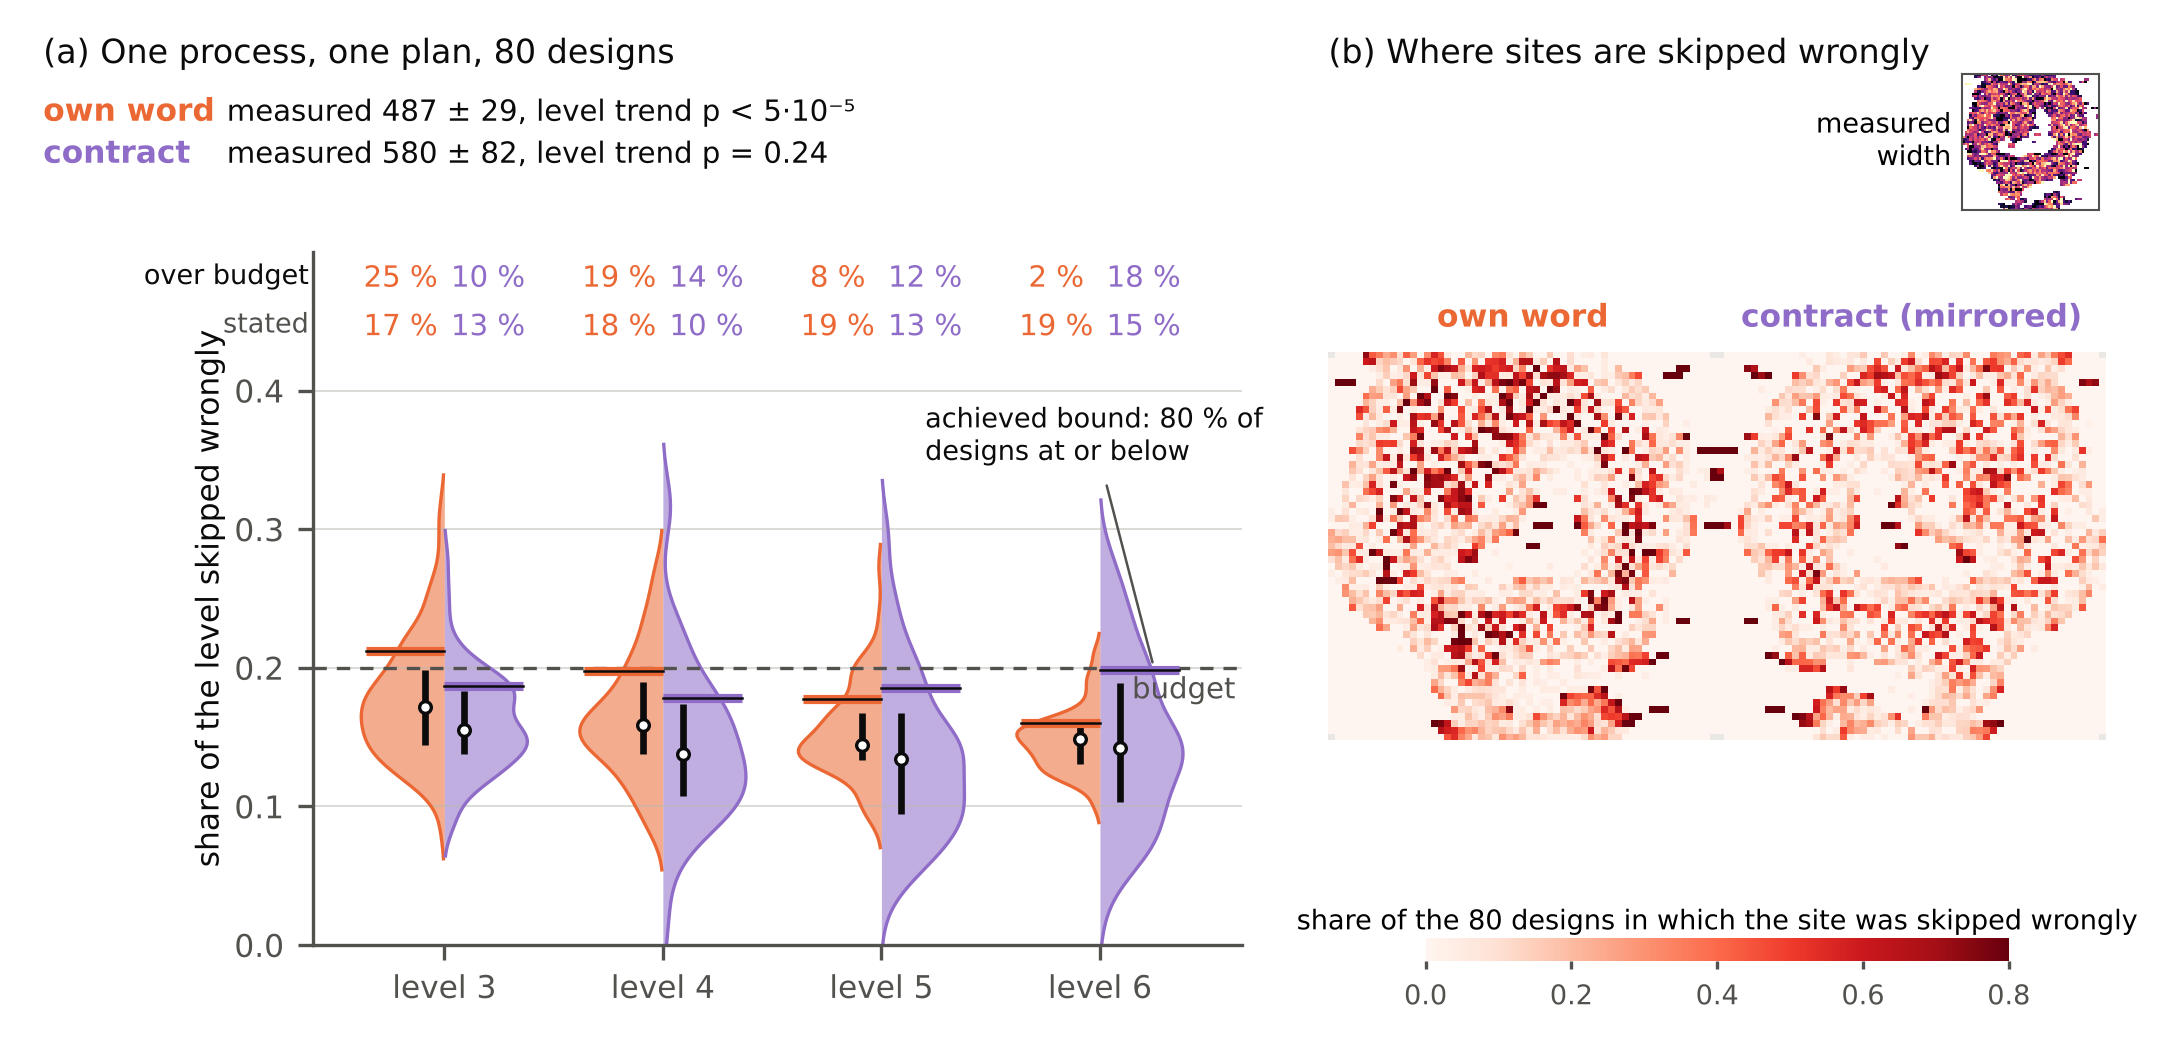 (a) One process, one plan, 80 designs
own word measured 487 ± 29, level trend p < 5·10⁻⁵
contract measured 580 ± 82, level trend p = 0.24
over budget 25 % 10 % 19 % 14 % 8 % 12 % 2 % 18 %
stated 17 % 13 % 18 % 10 % 19 % 13 % 19 % 15 %
share of the level skipped wrongly
0.4
0.3
0.2
0.1
0.0
achieved bound: 80 % of
designs at or below
budget
level 3 level 4 level 5 level 6
(b) Where sites are skipped wrongly
measured
width
own word contract (mirrored)
share of the 80 designs in which the site was skipped wrongly
0.0 0.2 0.4 0.6 0.8